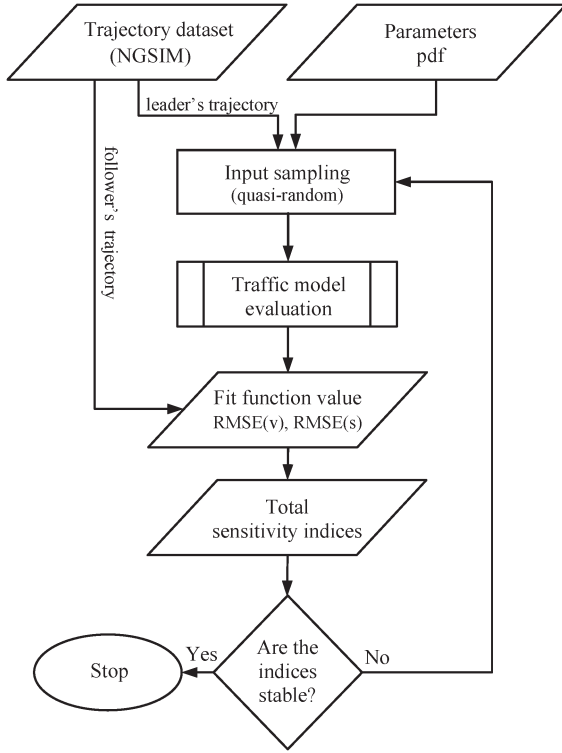 Trajectory dataset
(NGSIM)
Parameters
pdf
leader's trajectory
follower's trajectory
Input sampling
(quasi-random)
Traffic model
evaluation
Fit function value
RMSE(v), RMSE(s)
Total
sensitivity indices
Are the
indices
stable?
Yes
No
Stop